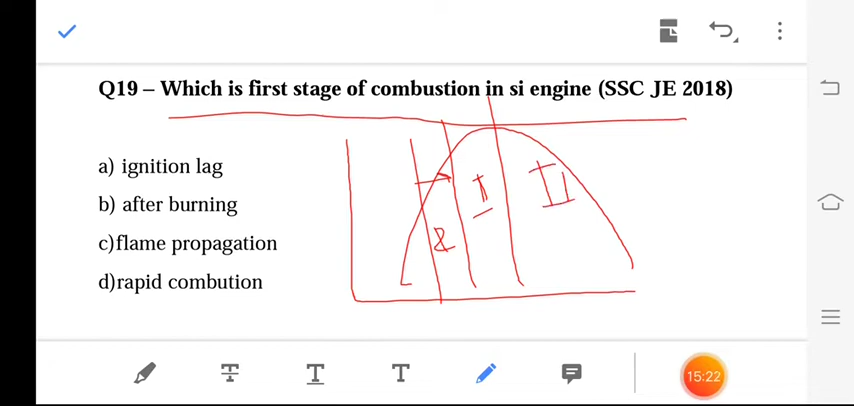 Q19 – Which is first stage of combustion in si engine (SSC JE 2018)
a) ignition lag
b) after burning
c)flame propagation
d)rapid combution
II
T T T
15:22